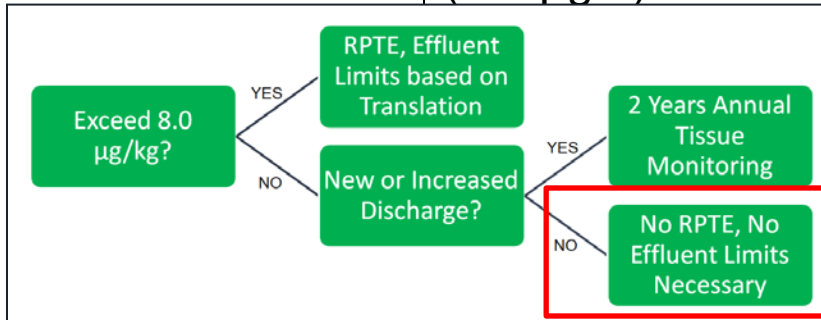 RPTE, Effluent
Limits based on
Translation
YES
Exceed 8.0
µg/kg?
NO
New or Increased
Discharge?
YES
2 Years Annual
Tissue
Monitoring
NO
No RPTE, No
Effluent Limits
Necessary